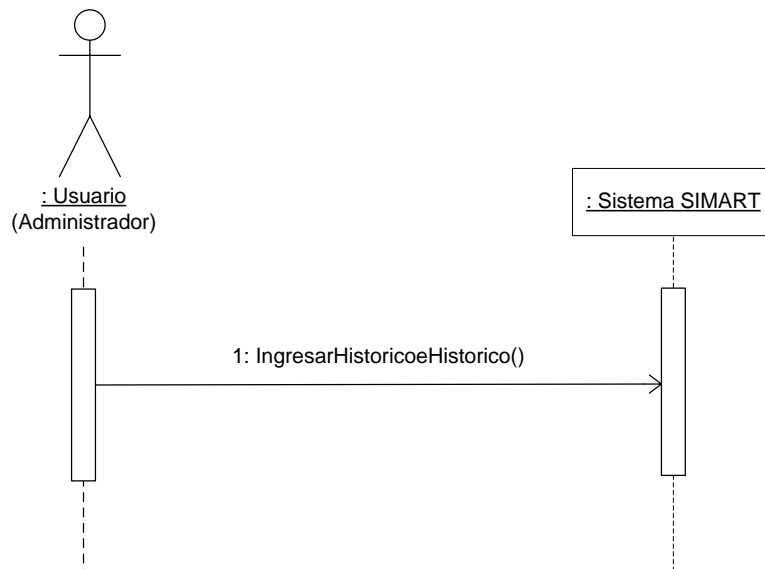 : Usuario
(Administrador)
: Sistema SIMART
1: IngresarHistoricoeHistorico()